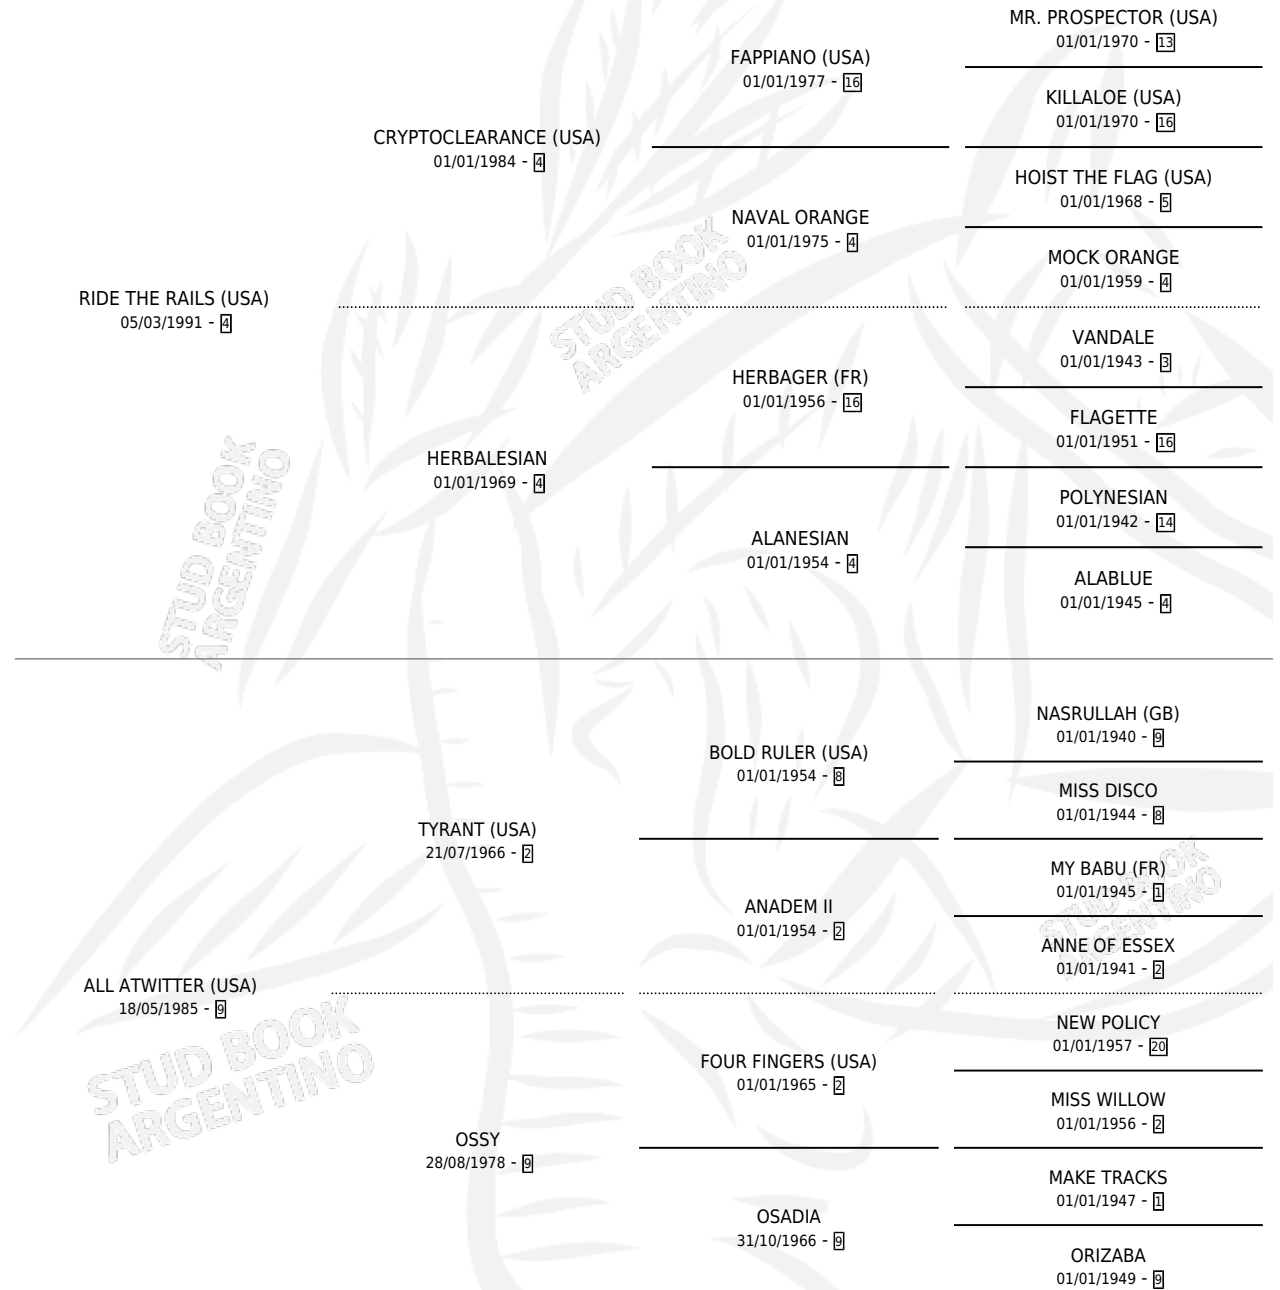 MR. PROSPECTOR (USA)
01/01/1970 - 13
FAPPIANO (USA)
01/01/1977 - 16
KILLALOE (USA)
01/01/1970 - 16
CRYPTOCLEARANCE (USA)
01/01/1984 - 4
HOIST THE FLAG (USA)
01/01/1968 - 5
NAVAL ORANGE
01/01/1975 - 4
MOCK ORANGE
01/01/1959 - 4
RIDE THE RAILS (USA)
05/03/1991 - 4
STUD BOOK
ARGENTINO
VANDALE
01/01/1943 - 3
HERBAGER (FR)
01/01/1956 - 16
FLAGETTE
01/01/1951 - 16
HERBALESIAN
01/01/1969 - 4
POLYNESIAN
01/01/1942 - 14
ALANESIAN
01/01/1954 - 4
ALABLUE
01/01/1945 - 4
STUD BOOK
ARGENTINO
NASRULLAH (GB)
01/01/1940 - 9
BOLD RULER (USA)
01/01/1954 - 8
MISS DISCO
01/01/1944 - 8
TYRANT (USA)
21/07/1966 - 2
MY BABU (FR)
01/01/1945 - 1
STUD BOOK
ARGENTINO
ANADEM II
01/01/1954 - 2
ANNE OF ESSEX
01/01/1941 - 2
ALL ATWITTER (USA)
18/05/1985 - 9
STUD BOOK
ARGENTINO
NEW POLICY
01/01/1957 - 20
FOUR FINGERS (USA)
01/01/1965 - 2
MISS WILLOW
01/01/1956 - 2
OSSY
28/08/1978 - 9
MAKE TRACKS
01/01/1947 - 1
OSADIA
31/10/1966 - 9
ORIZABA
01/01/1949 - 9